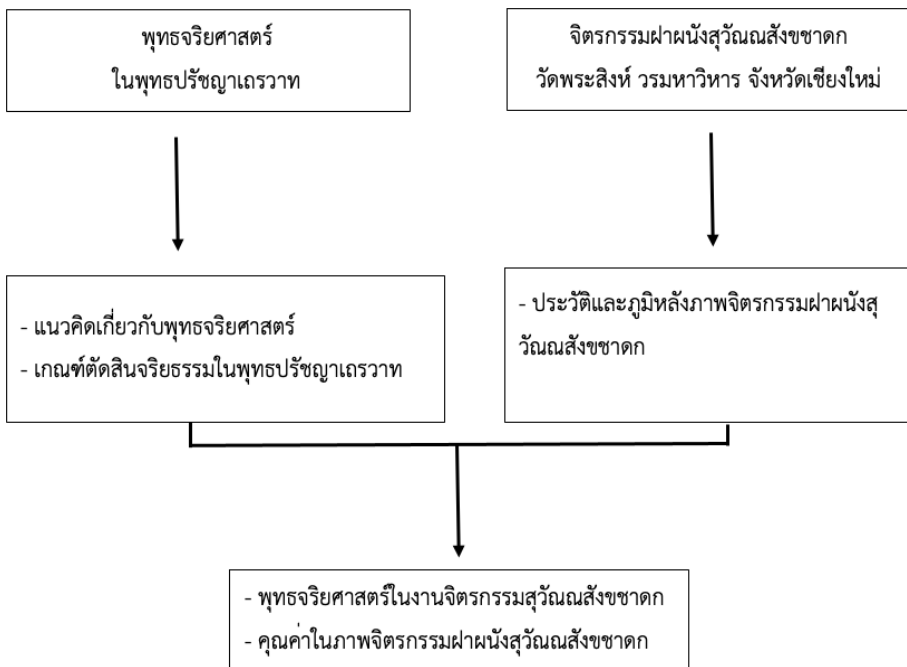 พุทธจริยศาสตร์
ในพุทธปรัชญาเถรวาท
จิตรกรรมฝาผนังสุวัณณสังขชาดก
วัดพระสิงห์ วรมหาวิหาร จังหวัดเชียงใหม่
- แนวคิดเกี่ยวกับพุทธจริยศาสตร์
- เกณฑ์ตัดสินจริยธรรมในพุทธปรัชญาเถรวาท
- ประวัติและภูมิหลังภาพจิตรกรรมฝาผนังสุ
วัณณสังขชาดก
- พุทธจริยศาสตร์ในงานจิตรกรรมสุวัณณสังขชาดก
- คุณค่าในภาพจิตรกรรมฝาผนังสุวัณณสังขชาดก